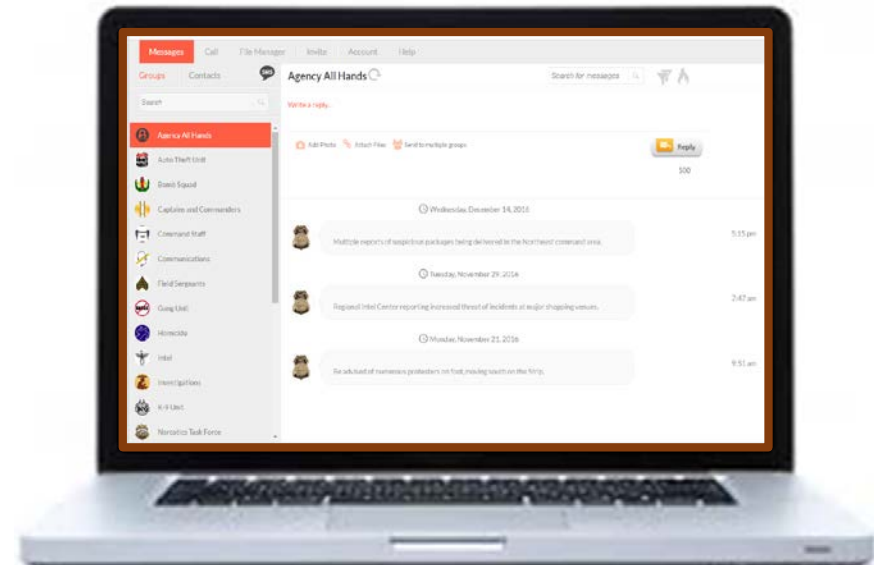 Messages Call File Manager Invite Account Help
Groups Contacts SMS Agency All Hands Search for messages
Search
Write a reply...
Agency All Hands
Add Photo Attach Files Send to multiple groups Reply
100
Auto Theft Unit
Bomb Squad
Captains and Commanders
Command Staff
Communications
Field Sergeants
Gang Unit
Homicide
Intel
Investigations
K-9 Unit
Narcotics Task Force
Wednesday, December 14, 2016
Multiple reports of suspicious packages being delivered to the Northwest command area.
5:15 pm
Tuesday, November 29, 2016
Regional Intel Center reporting increased threat of incidents at major shopping venues.
2:47 am
Monday, November 21, 2016
Be advised of numerous protesters on foot, moving south on the Strip.
9:51 am